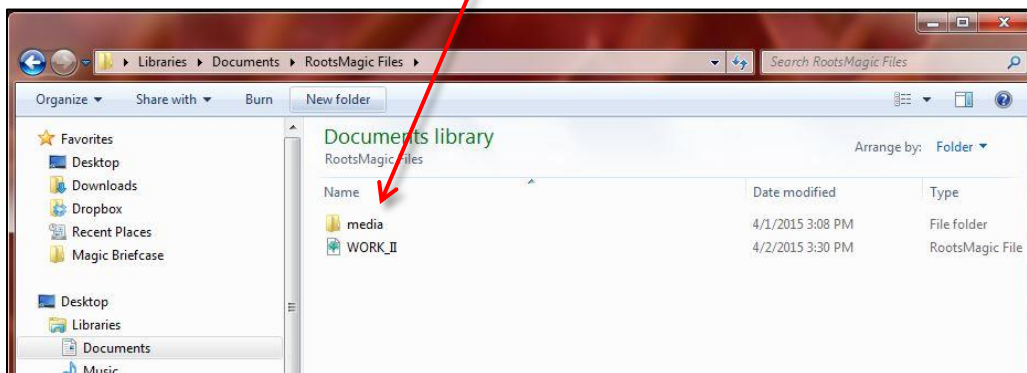 Libraries ▸ Documents ▸ RootsMagic Files ▸
Search RootsMagic Files
Organize ▾ Share with ▾ Burn New folder
Favorites
Desktop
Downloads
Dropbox
Recent Places
Magic Briefcase
Desktop
Libraries
Documents
Music
Documents library
RootsMagic Files
Arrange by: Folder ▾
Name Date modified Type
media 4/1/2015 3:08 PM File folder
WORK_II 4/2/2015 3:30 PM RootsMagic File